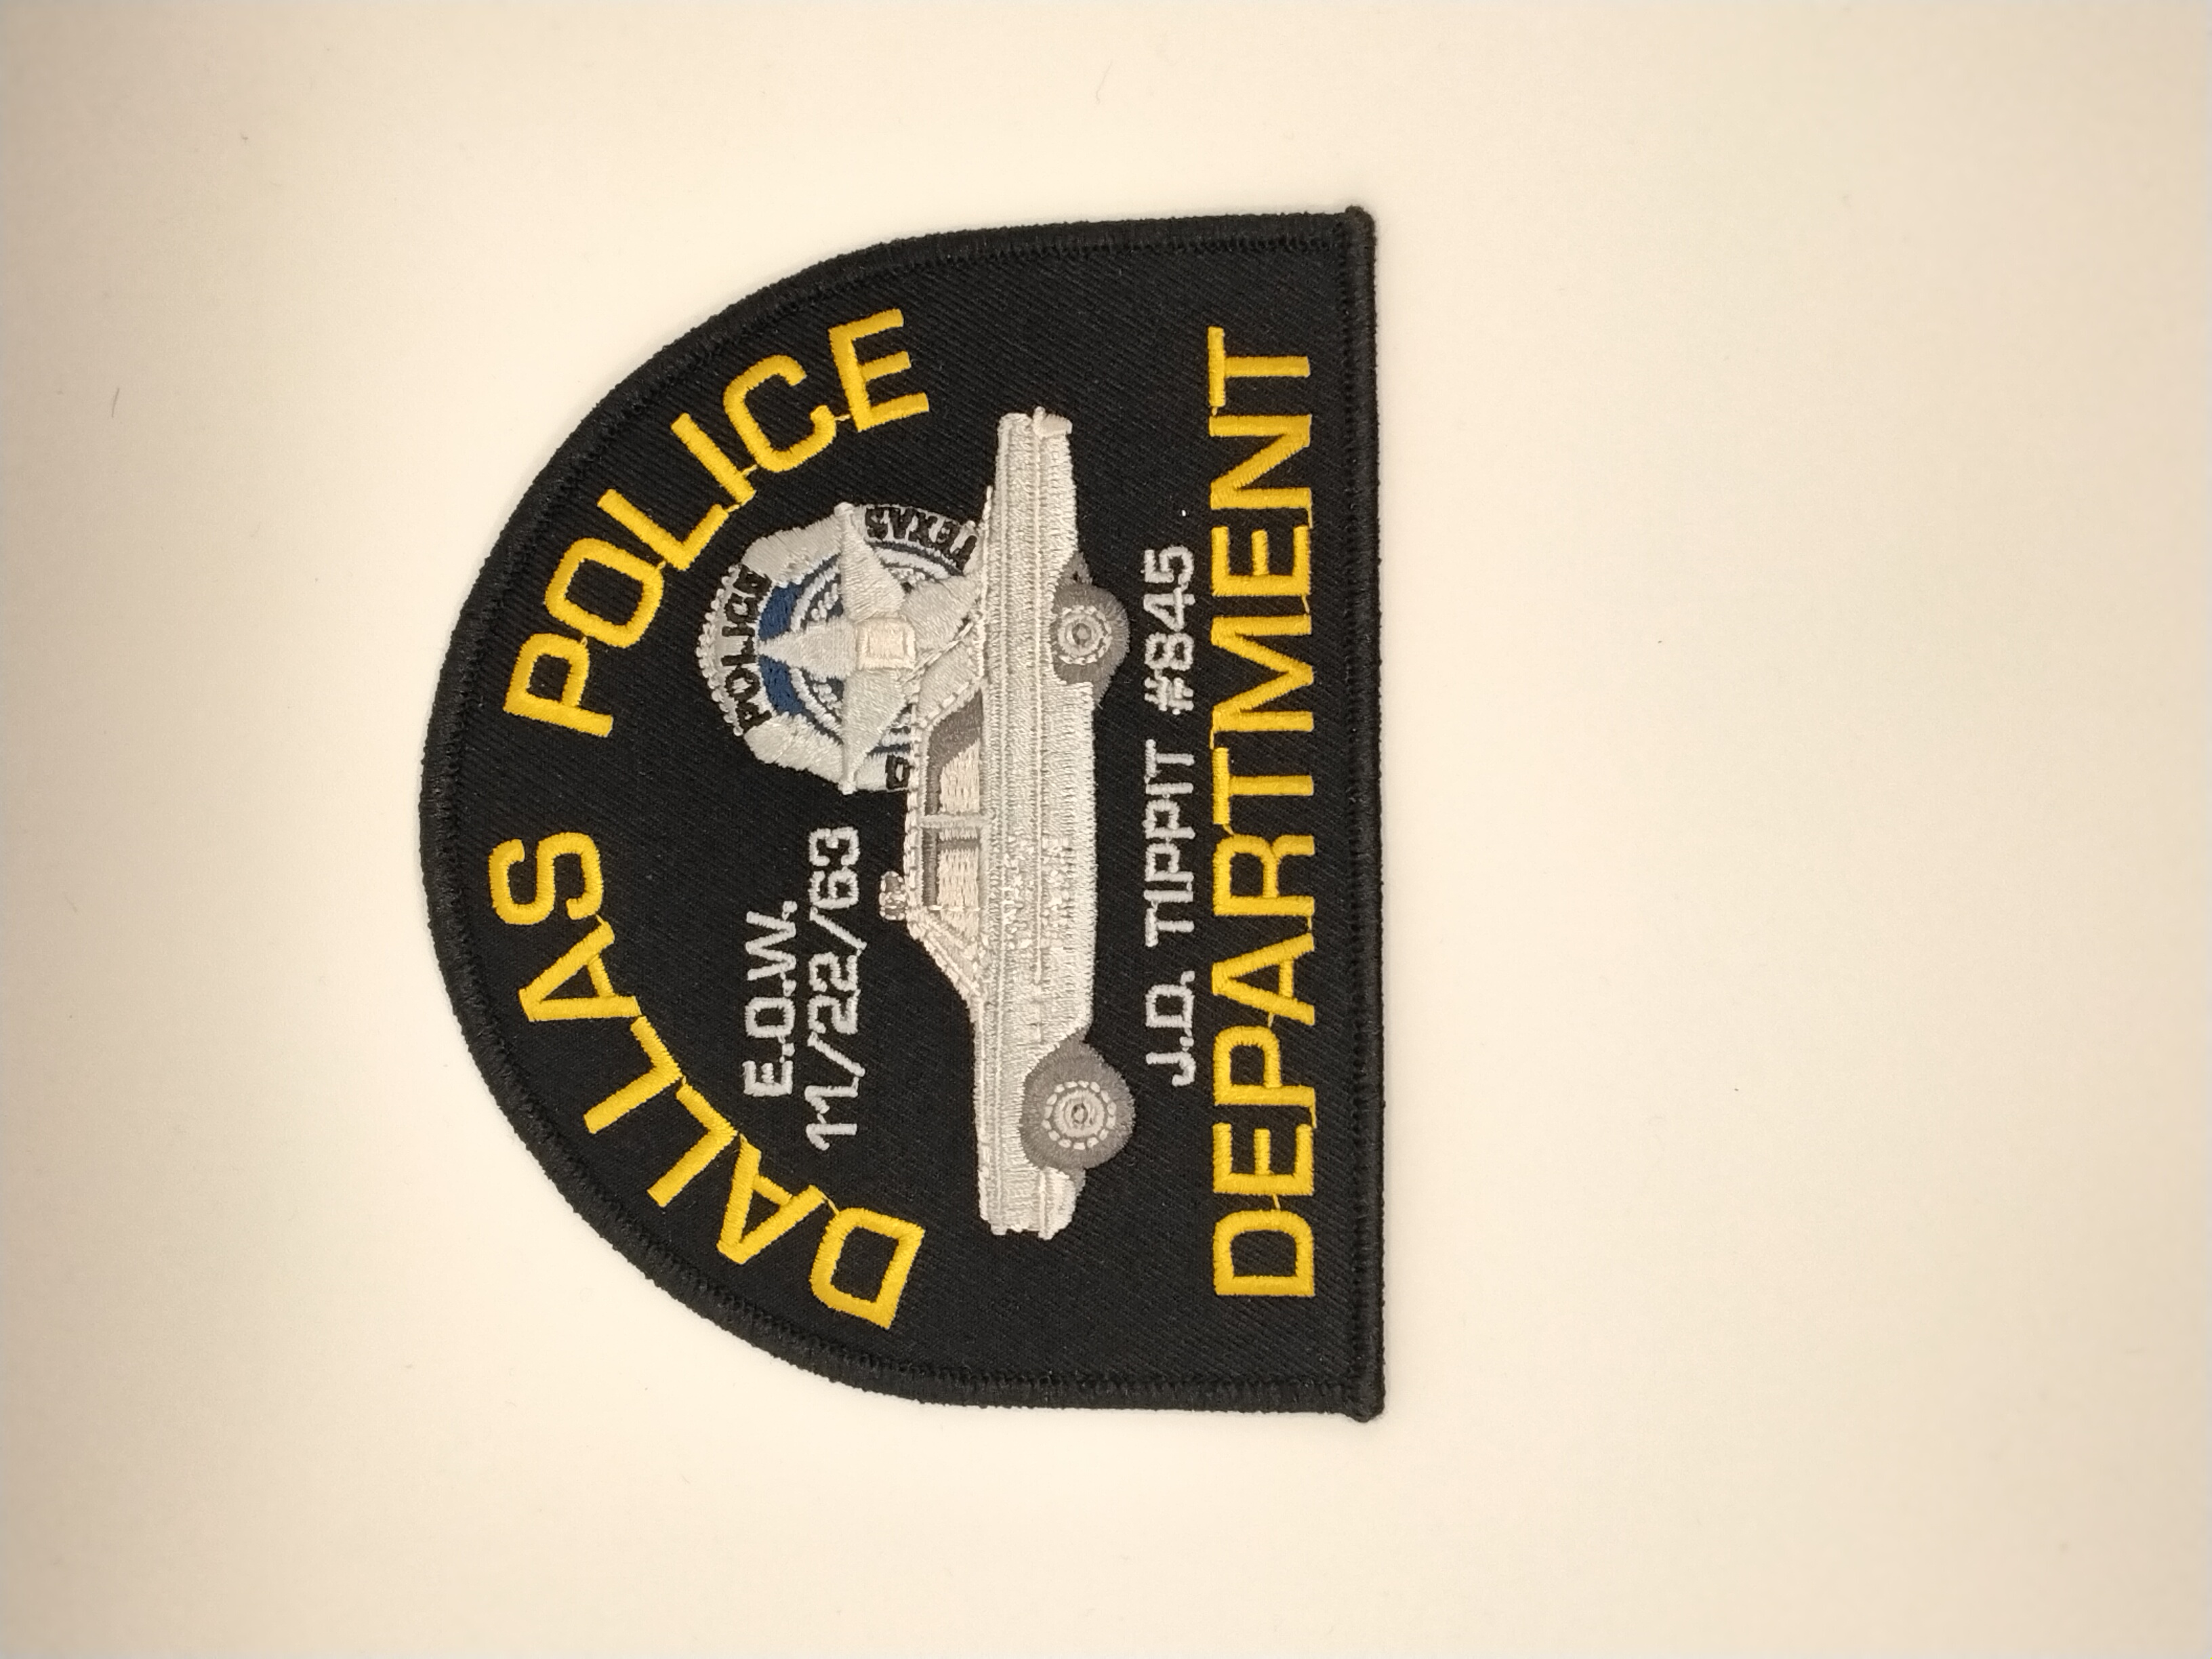 DALLAS POLICE
E.O.W.
11/22/63
POLICE
TEXAS
J.D. TIPPIT #845
DEPARTMENT